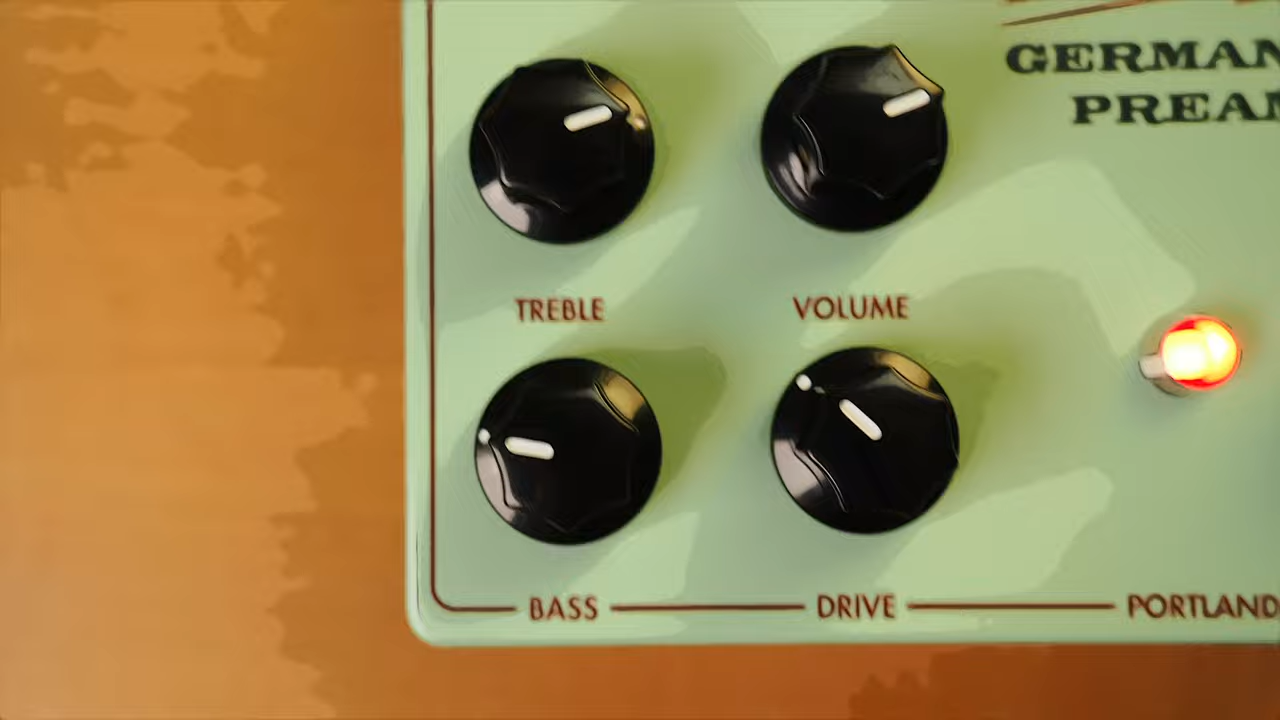 GERMAN
PREAM
TREBLE
VOLUME
BASS
DRIVE
PORTLAND